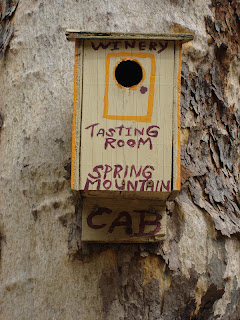 WINERY
TASTING
ROOM
SPRING
MOUNTAIN
CAB